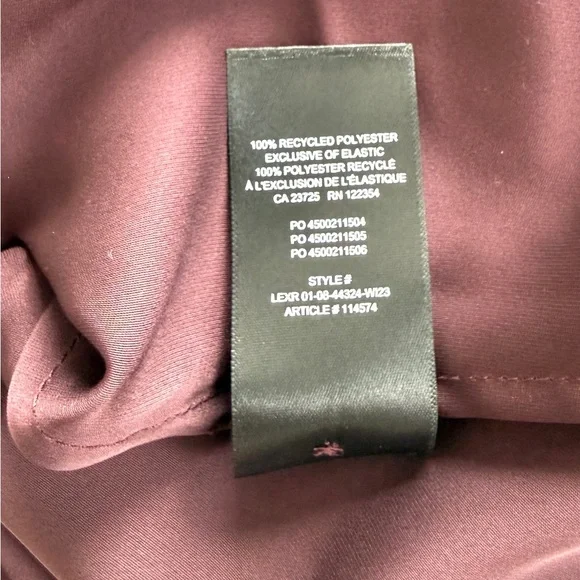 100% RECYCLED POLYESTER
EXCLUSIVE OF ELASTIC
100% POLYESTER RECYCLÉ
À L'EXCLUSION DE L'ÉLASTIQUE
CA 23725 RN 122354
PO 4500211504
PO 4500211505
PO 4500211506
STYLE #
LEXR 01-08-44324-WI23
ARTICLE # 114574